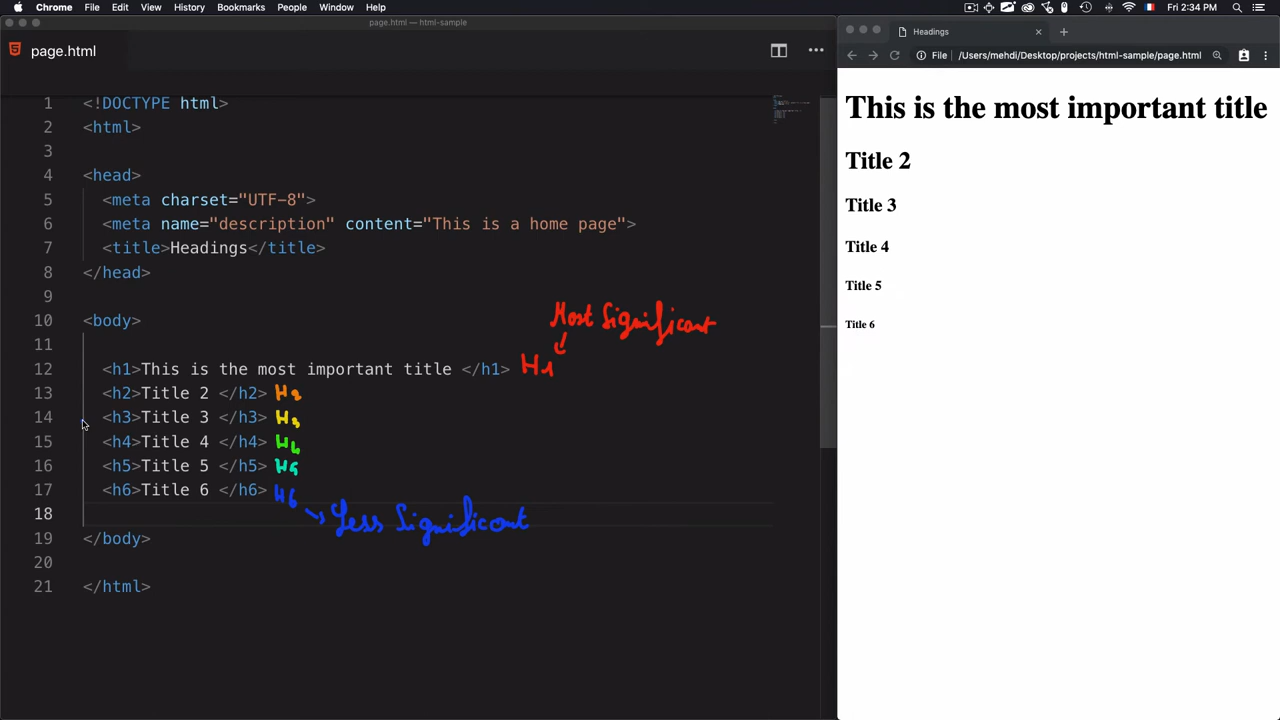 Chrome File Edit View History Bookmarks People Window Help Fri 2:34 PM
page.html — html-sample
page.html
1 <!DOCTYPE html>
2 <html>
3
4 <head>
5 <meta charset="UTF-8">
6 <meta name="description" content="This is a home page">
7 <title>Headings</title>
8 </head>
9
10 <body>
11
Most Significant
12 <h1>This is the most important title </h1> H1
13 <h2>Title 2 </h2> H2
14 <h3>Title 3 </h3> H3
15 <h4>Title 4 </h4> H4
16 <h5>Title 5 </h5> H5
17 <h6>Title 6 </h6> H6
18
Less Significant
19 </body>
20
21 </html>
Headings
File /Users/mehdi/Desktop/projects/html-sample/page.html
This is the most important title
Title 2
Title 3
Title 4
Title 5
Title 6